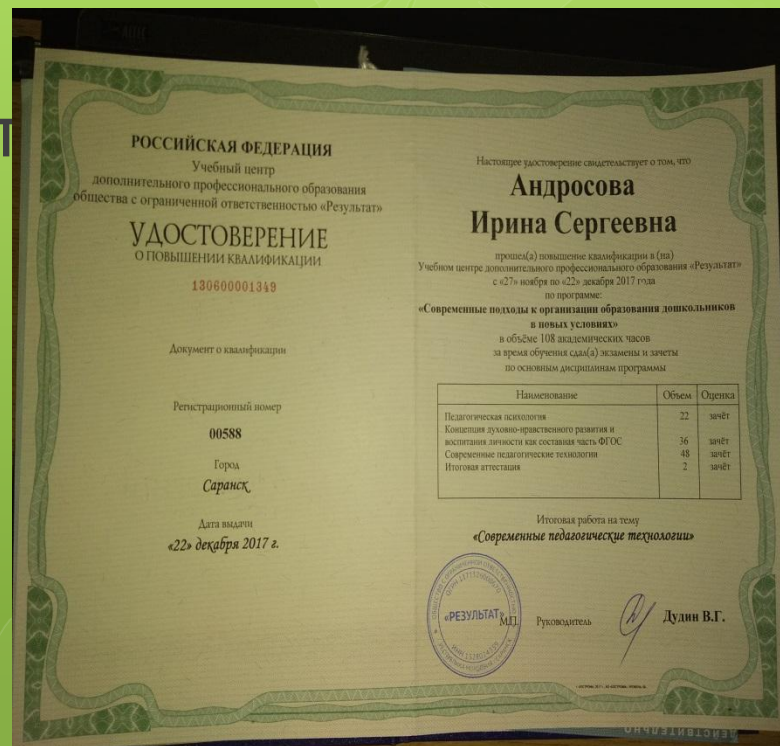 РОССИЙСКАЯ ФЕДЕРАЦИЯ
Учебный центр
дополнительного профессионального образования
общества с ограниченной ответственностью «Результат»
УДОСТОВЕРЕНИЕ
О ПОВЫШЕНИИ КВАЛИФИКАЦИИ
130600001349
Документ о квалификации
Регистрационный номер
00588
Город
Саранск
Дата выдачи
«22» декабря 2017 г.
Настоящее удостоверение свидетельствует о том, что
Андросова
Ирина Сергеевна
прошел(а) повышение квалификации в (на)
Учебном центре дополнительного профессионального образования «Результат»
с «27» ноября по «22» декабря 2017 года
по программе:
«Современные подходы к организации образования дошкольников
в новых условиях»
в объёме 108 академических часов
за время обучения сдал(а) экзамены и зачеты
по основным дисциплинам программы
Наименование Объем Оценка
Педагогическая психология 22 зачёт
Концепция духовно-нравственного развития и
воспитания личности как составная часть ФГОС 36 зачёт
Современные педагогические технологии 48 зачёт
Итоговая аттестация 2 зачёт
Итоговая работа на тему
«Современные педагогические технологии»
«РЕЗУЛЬТАТ»
М.П. Руководитель Дудин В.Г.